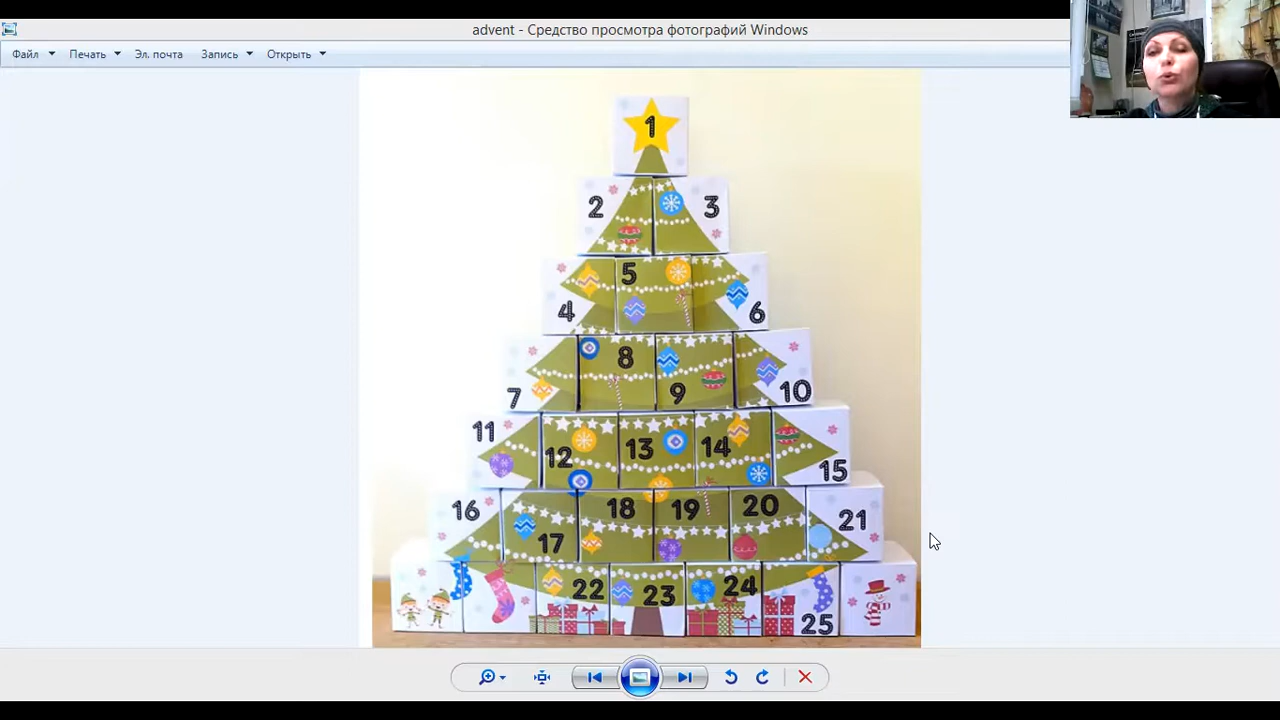 advent - Средство просмотра фотографий Windows
Файл Печать Эл. почта Запись Открыть
1
2 3
4 5 6
7 8 9 10
11 12 13 14 15
16 17 18 19 20 21
22 23 24 25